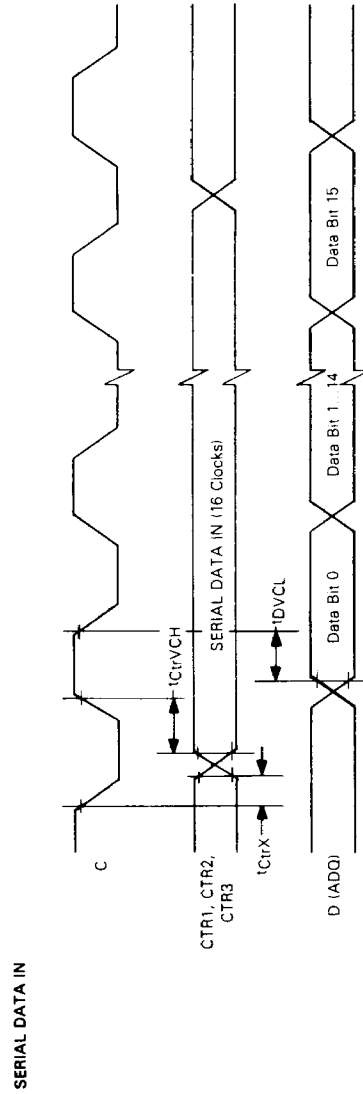 SERIAL DATA IN
C
tCtrVCH
CTR1, CTR2,
CTR3
SERIAL DATA IN (16 Clocks)
tCtrX
tDVCL
D (ADQ)
Data Bit 0
Data Bit 1...14
Data Bit 15